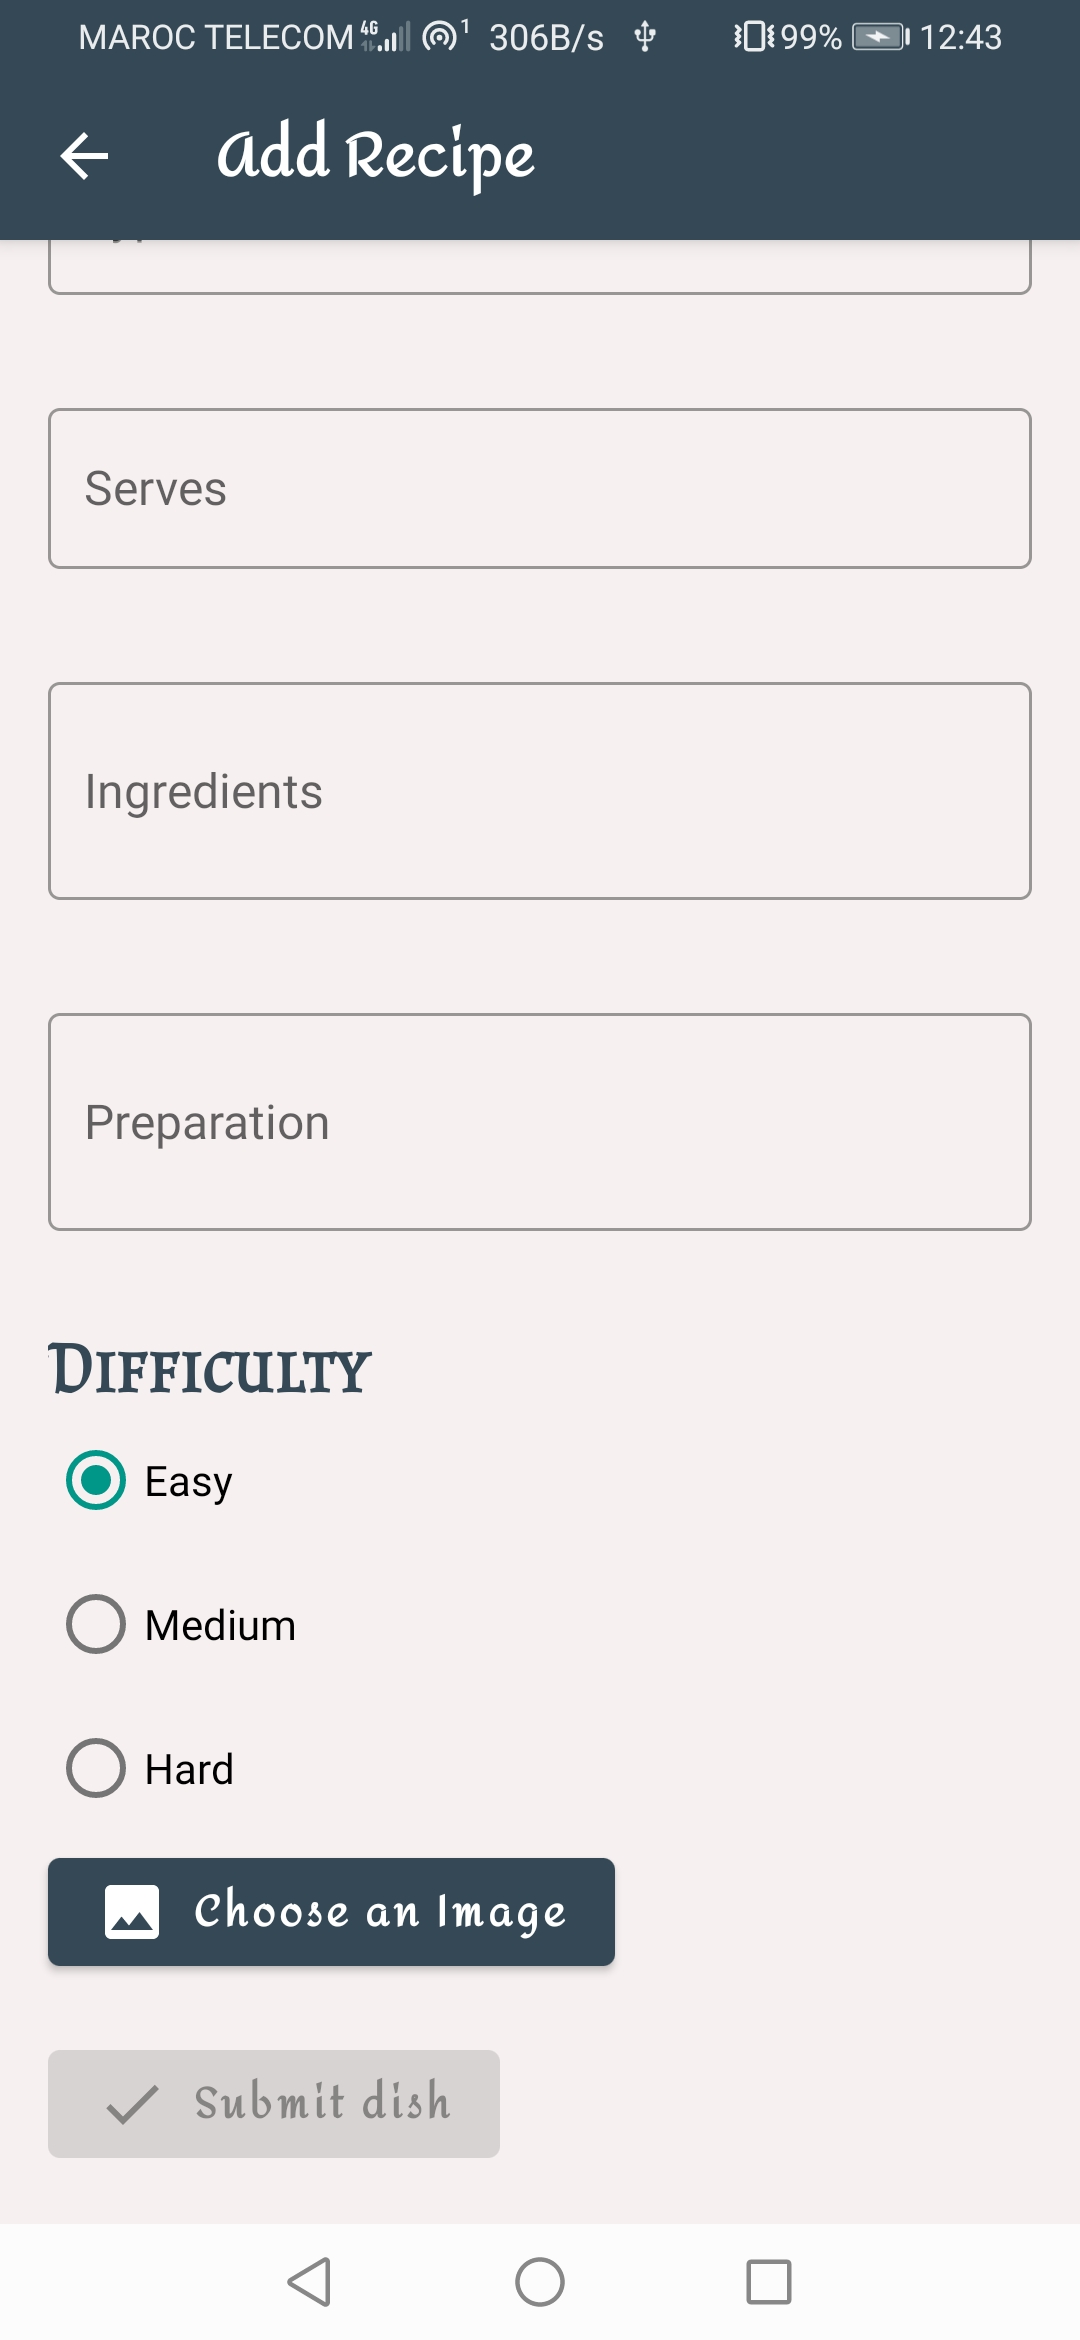 MAROC TELECOM 4G 1 306B/s 99% 12:43
Add Recipe
Serves
Ingredients
Preparation
Difficulty
Easy
Medium
Hard
Choose an Image
Submit dish